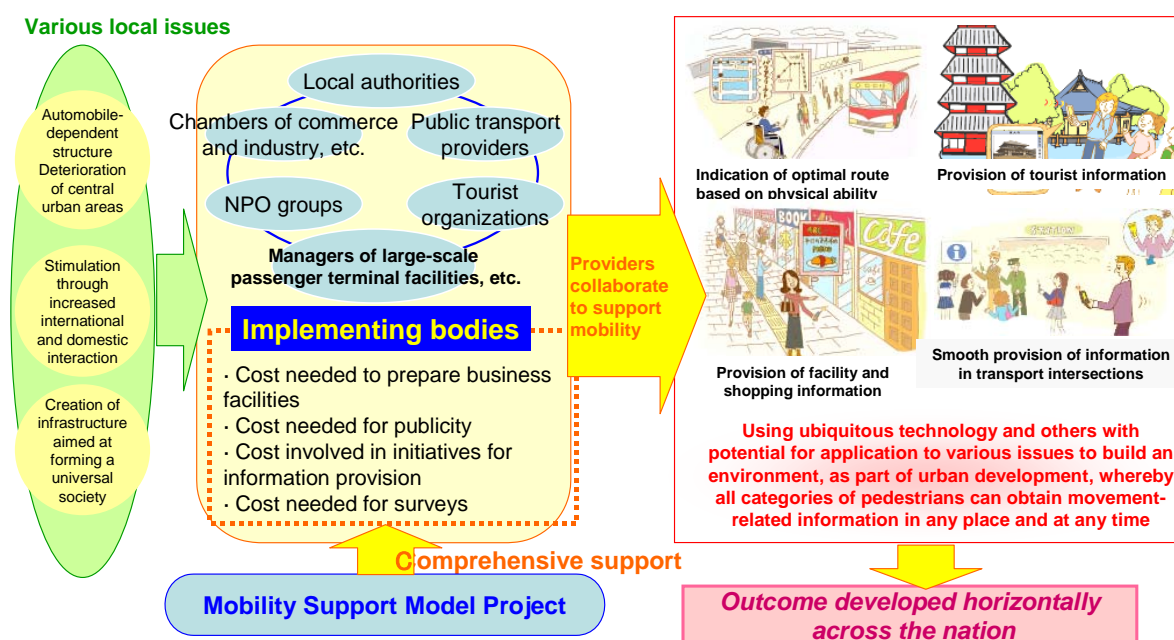 Various local issues
Automobile-
dependent
structure
Deterioration
of central
urban areas
Stimulation
through
increased
international
and domestic
interaction
Creation of
infrastructure
aimed at
forming a
universal
society
Local authorities
Chambers of commerce
and industry, etc.
Public transport
providers
NPO groups
Tourist
organizations
Managers of large-scale
passenger terminal facilities, etc.
Implementing bodies
· Cost needed to prepare business
facilities
· Cost needed for publicity
· Cost involved in initiatives for
information provision
· Cost needed for surveys
Comprehensive support
Mobility Support Model Project
Providers
collaborate
to support
mobility
Indication of optimal route
based on physical ability
Provision of tourist information
BOOK
cafe
Provision of facility and
shopping information
Smooth provision of information
in transport intersections
Using ubiquitous technology and others with
potential for application to various issues to build an
environment, as part of urban development, whereby
all categories of pedestrians can obtain movement-
related information in any place and at any time
Outcome developed horizontally
across the nation